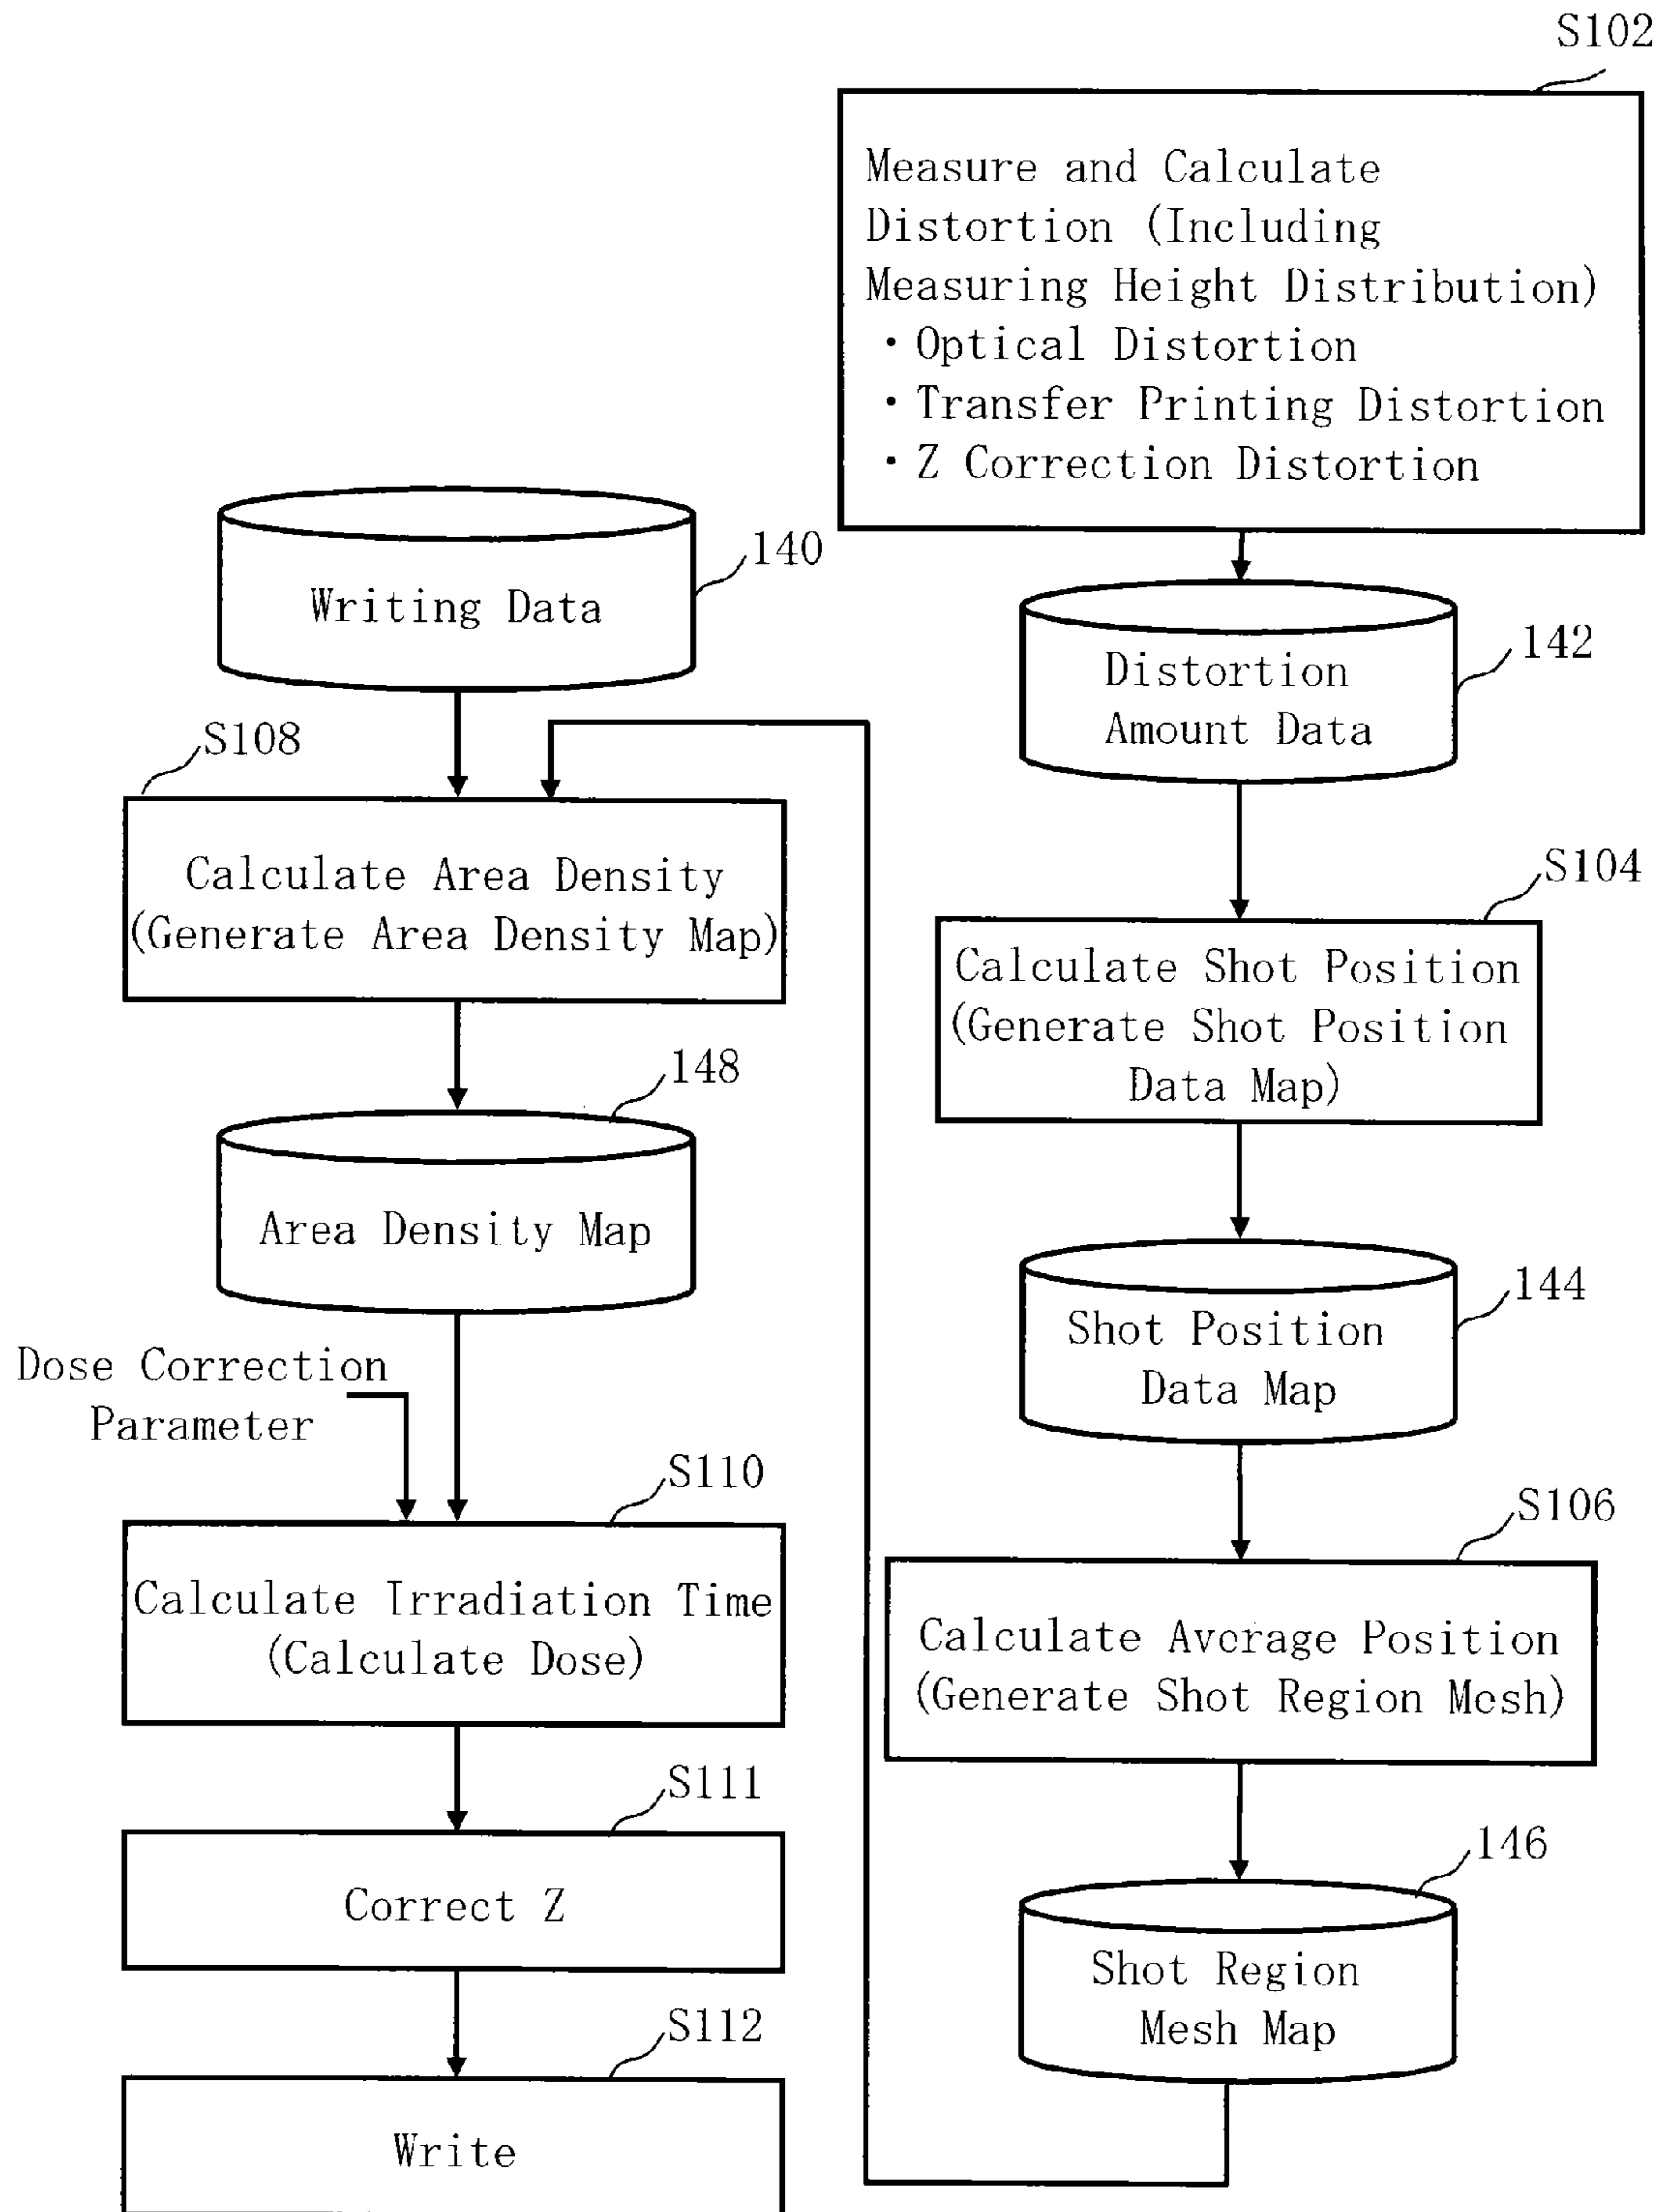 S102
Measure and Calculate
Distortion (Including
Measuring Height Distribution)
・Optical Distortion
・Transfer Printing Distortion
・Z Correction Distortion
140
Writing Data
142
Distortion
Amount Data
S108
Calculate Area Density
(Generate Area Density Map)
S104
Calculate Shot Position
(Generate Shot Position
Data Map)
148
Area Density Map
144
Shot Position
Data Map
Dose Correction
Parameter
S110
Calculate Irradiation Time
(Calculate Dose)
S106
Calculate Average Position
(Generate Shot Region Mesh)
S111
Correct Z
146
Shot Region
Mesh Map
S112
Write